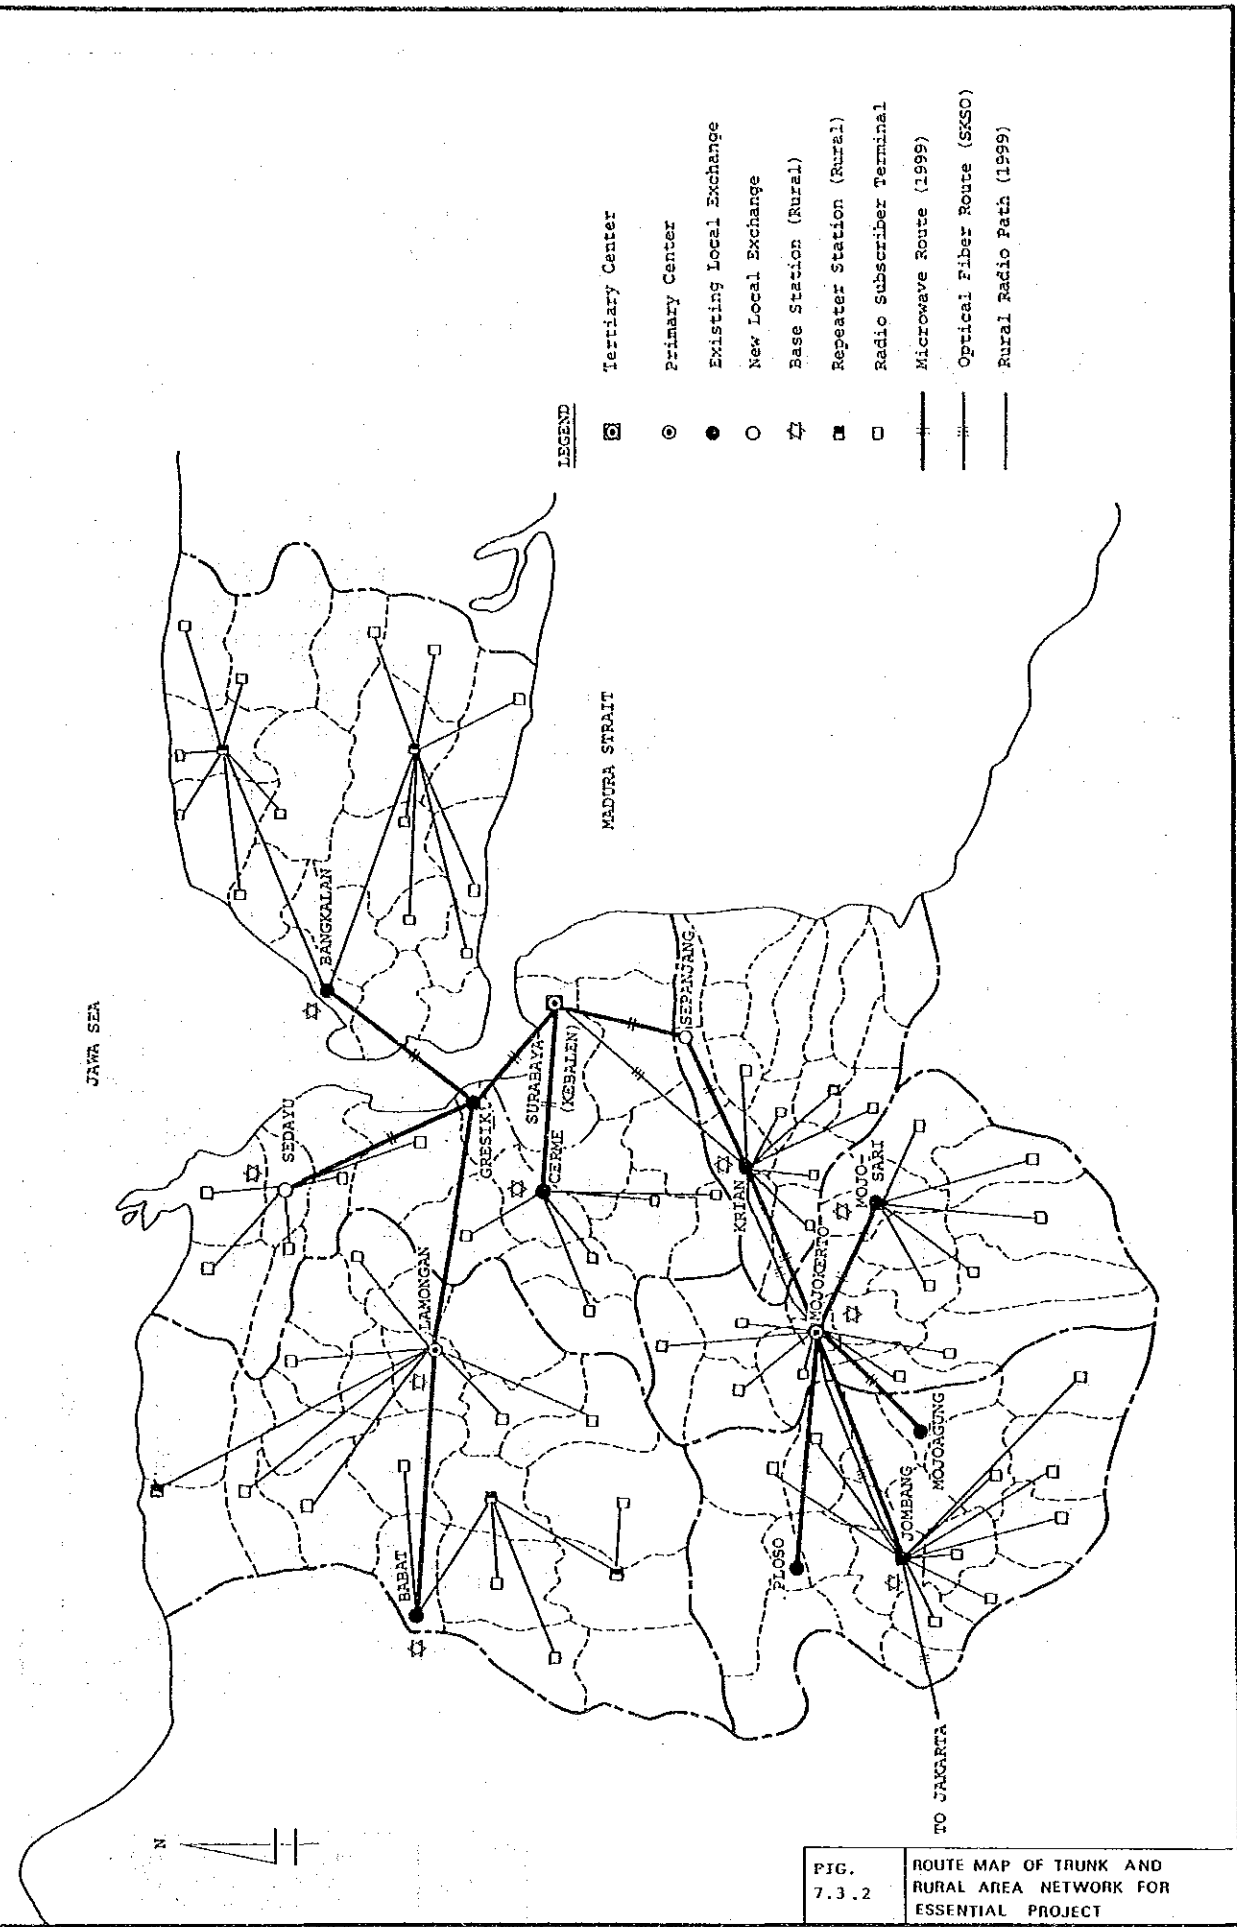 JAWA SEA
MADURA STRAIT
BANGKALAN
SEDAYU
GRESIK
SURABAYA
(KEBALEN)
CERME
SEPANJANG
LAMONGAN
KRIAN
MOJO-
SARI
MOJOKERTO
BABAT
PLOSO
JOMBANG
MOJOAGUNG
TO JAKARTA
N
LEGEND
Tertiary Center
Primary Center
Existing Local Exchange
New Local Exchange
Base Station (Rural)
Repeater Station (Rural)
Radio Subscriber Terminal
Microwave Route (1999)
Optical Fiber Route (SKSO)
Rural Radio Path (1999)
FIG.
7.3.2
ROUTE MAP OF TRUNK AND
RURAL AREA NETWORK FOR
ESSENTIAL PROJECT